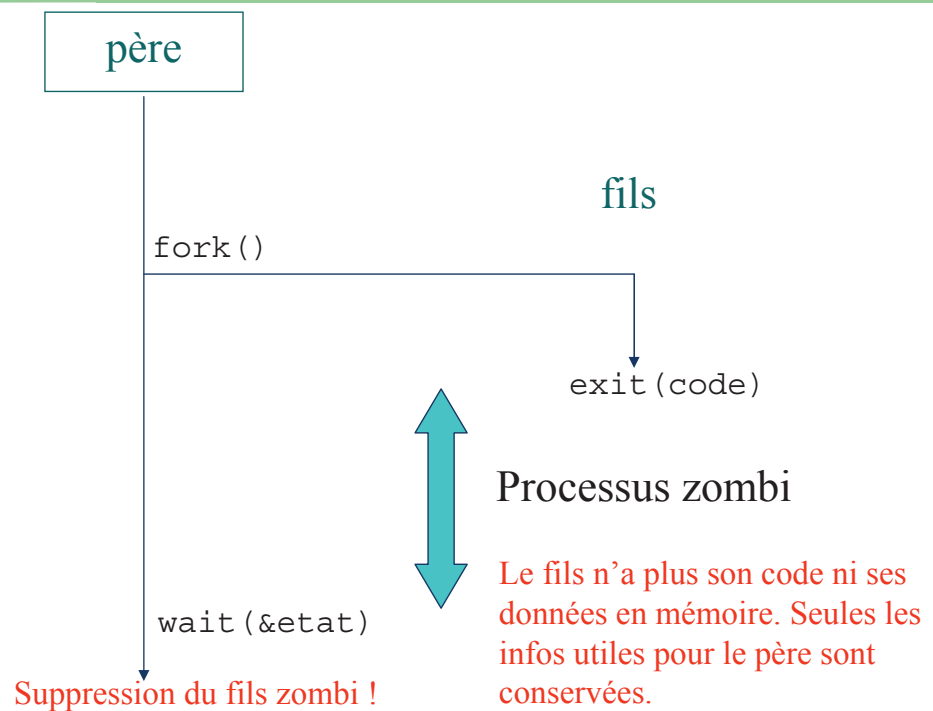 père
fils
fork()
exit(code)
Processus zombi
Le fils n'a plus son code ni ses
données en mémoire. Seules les
infos utiles pour le père sont
conservées.
wait(&etat)
Suppression du fils zombi !